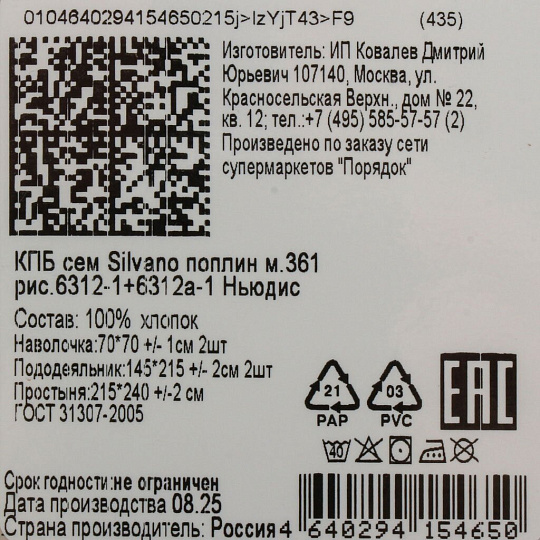 0104640294154650215j>IzYjT43>F9 (435)
Изготовитель: ИП Ковалев Дмитрий
Юрьевич 107140, Москва, ул.
Красносельская Верхн., дом № 22,
кв. 12; тел.:+7 (495) 585-57-57 (2)
Произведено по заказу сети
супермаркетов "Порядок"
КПБ сем Silvano поплин м.361
рис.6312-1+6312а-1 Ньюдис
Состав: 100% хлопок
Наволочка:70*70 +/- 1см 2шт
Пододеяльник:145*215 +/- 2см 2шт
Простыня:215*240 +/-2 см
ГОСТ 31307-2005
21
PAP
03
PVC
EAC
40
Срок годности:не ограничен
Дата производства 08.25
Страна производитель: Россия
4 640294 154650